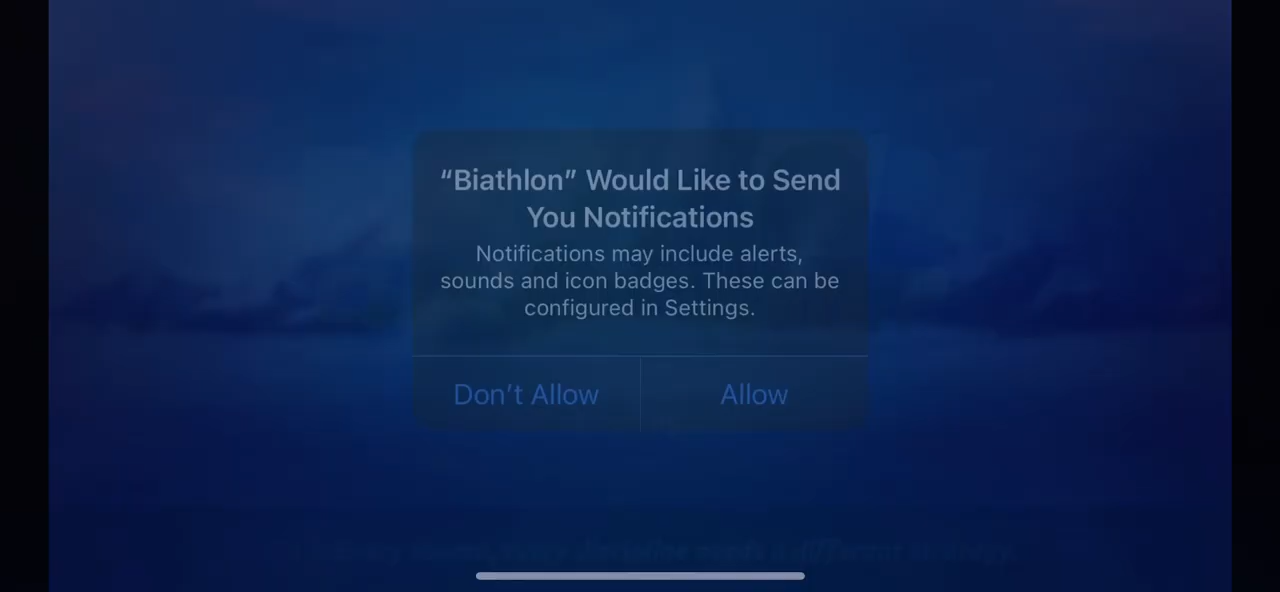 “Biathlon” Would Like to Send
You Notifications
Notifications may include alerts,
sounds and icon badges. These can be
configured in Settings.
Don’t Allow
Allow